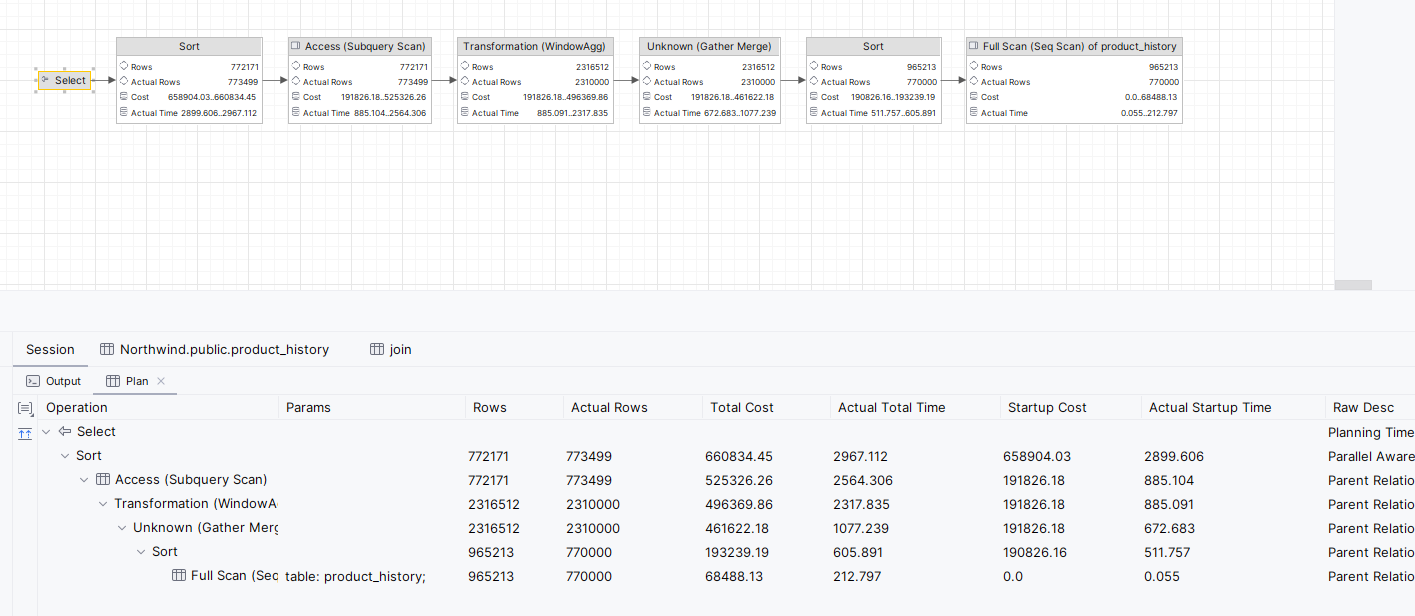 Select
Sort
Rows 772171
Actual Rows 773499
Cost 658904.03..660834.45
Actual Time 2899.606..2967.112
Access (Subquery Scan)
Rows 772171
Actual Rows 773499
Cost 191826.18..525326.26
Actual Time 885.104..2564.306
Transformation (WindowAgg)
Rows 2316512
Actual Rows 2310000
Cost 191826.18..496369.86
Actual Time 885.091..2317.835
Unknown (Gather Merge)
Rows 2316512
Actual Rows 2310000
Cost 191826.18..461622.18
Actual Time 672.683..1077.239
Sort
Rows 965213
Actual Rows 770000
Cost 190826.16..193239.19
Actual Time 511.757..605.891
Full Scan (Seq Scan) of product_history
Rows 965213
Actual Rows 770000
Cost 0.0..68488.13
Actual Time 0.055..212.797
Session Northwind.public.product_history join
Output Plan
Operation Params Rows Actual Rows Total Cost Actual Total Time Startup Cost Actual Startup Time Raw Desc
Select Planning Time
Sort 772171 773499 660834.45 2967.112 658904.03 2899.606 Parallel Aware
Access (Subquery Scan) 772171 773499 525326.26 2564.306 191826.18 885.104 Parent Relatio
Transformation (WindowA 2316512 2310000 496369.86 2317.835 191826.18 885.091 Parent Relatio
Unknown (Gather Merg 2316512 2310000 461622.18 1077.239 191826.18 672.683 Parent Relatio
Sort 965213 770000 193239.19 605.891 190826.16 511.757 Parent Relatio
Full Scan (Seq table: product_history; 965213 770000 68488.13 212.797 0.0 0.055 Parent Relatio